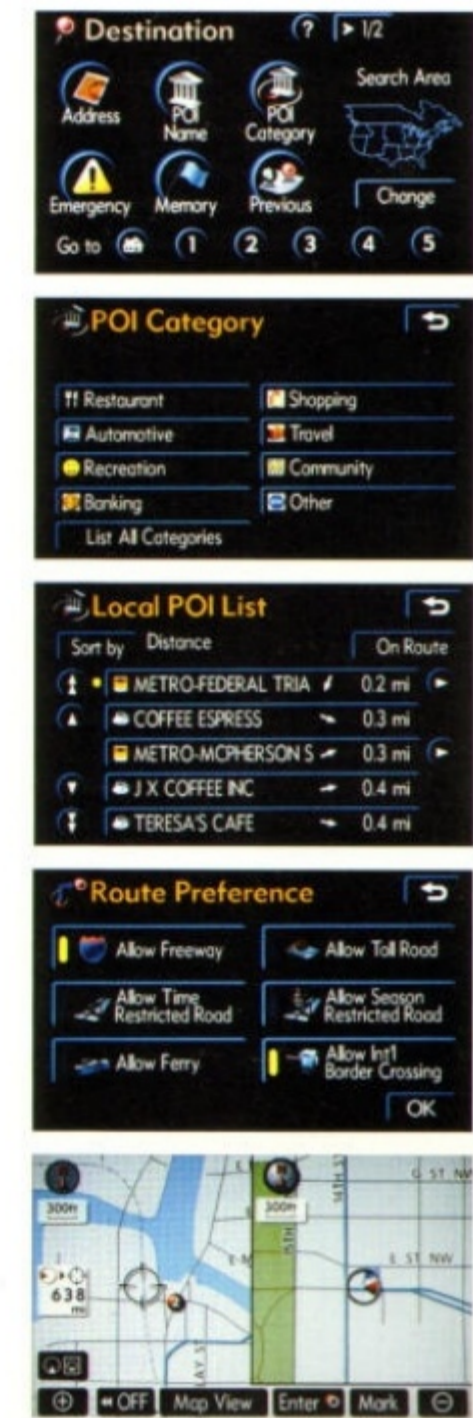 Destination ? 1/2
Address POI Name POI Category Search Area
Emergency Memory Previous Change
Go to 1 2 3 4 5
POI Category
Restaurant Shopping
Automotive Travel
Recreation Community
Banking Other
List All Categories
Local POI List
Sort by Distance On Route
METRO-FEDERAL TRIA 0.2 mi
COFFEE ESPRESS 0.3 mi
METRO-MCPHERSON S 0.3 mi
J X COFFEE INC 0.4 mi
TERESA'S CAFE 0.4 mi
Route Preference
Allow Freeway Allow Toll Road
Allow Time Restricted Road Allow Season Restricted Road
Allow Ferry Allow Int'l Border Crossing
OK
G ST NW
300ft 300ft 15TH 14TH ST
E ST NW
638 mi
LAY ST
OFF Map View Enter Mark